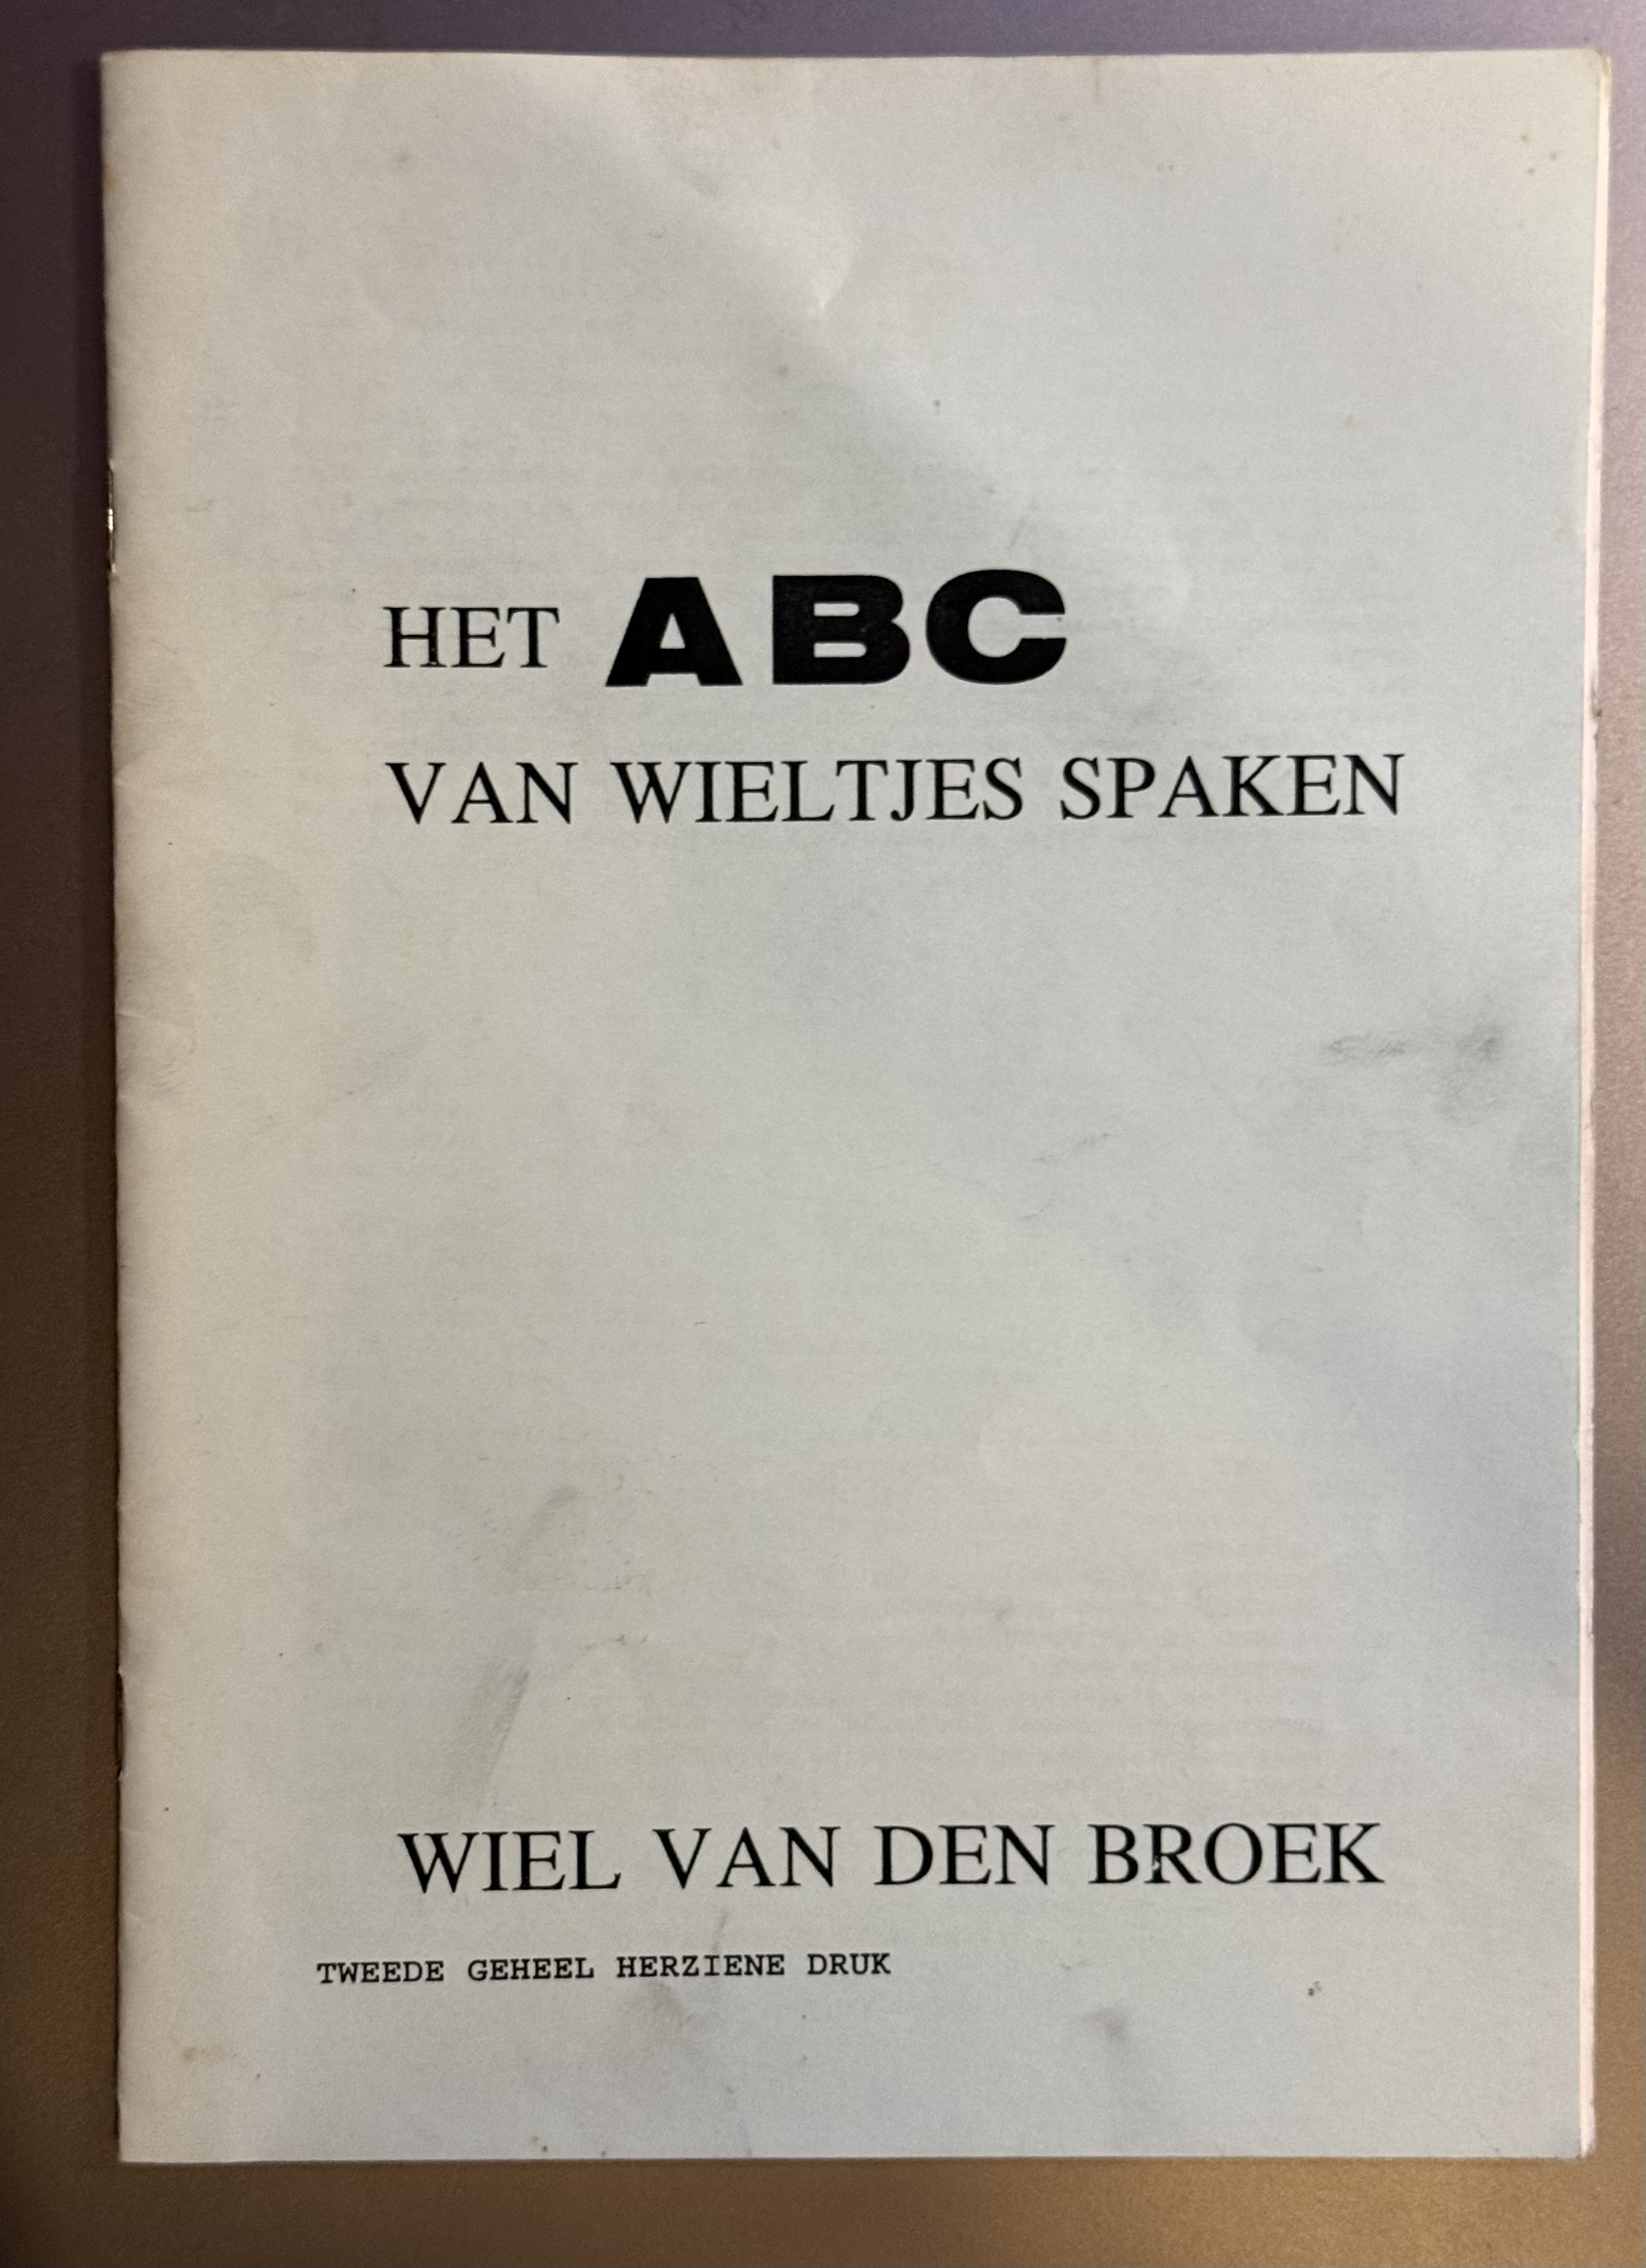 HET ABC
VAN WIELTJES SPAKEN
WIEL VAN DEN BROEK
TWEEDE GEHEEL HERZIENE DRUK